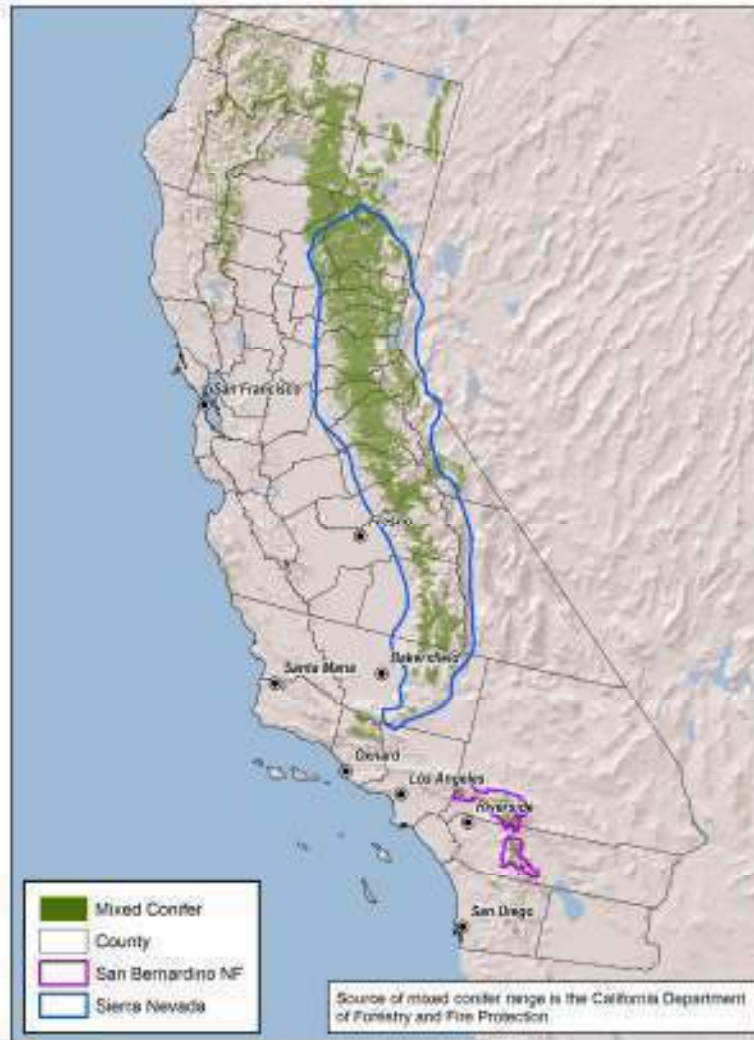 San Francisco
Fresno
Bakersfield
Santa Maria
Oxnard
Los Angeles
Riverside
San Diego
Mixed Conifer
County
San Bernardino NF
Sierra Nevada
Source of mixed conifer range is the California Department
of Forestry and Fire Protection.